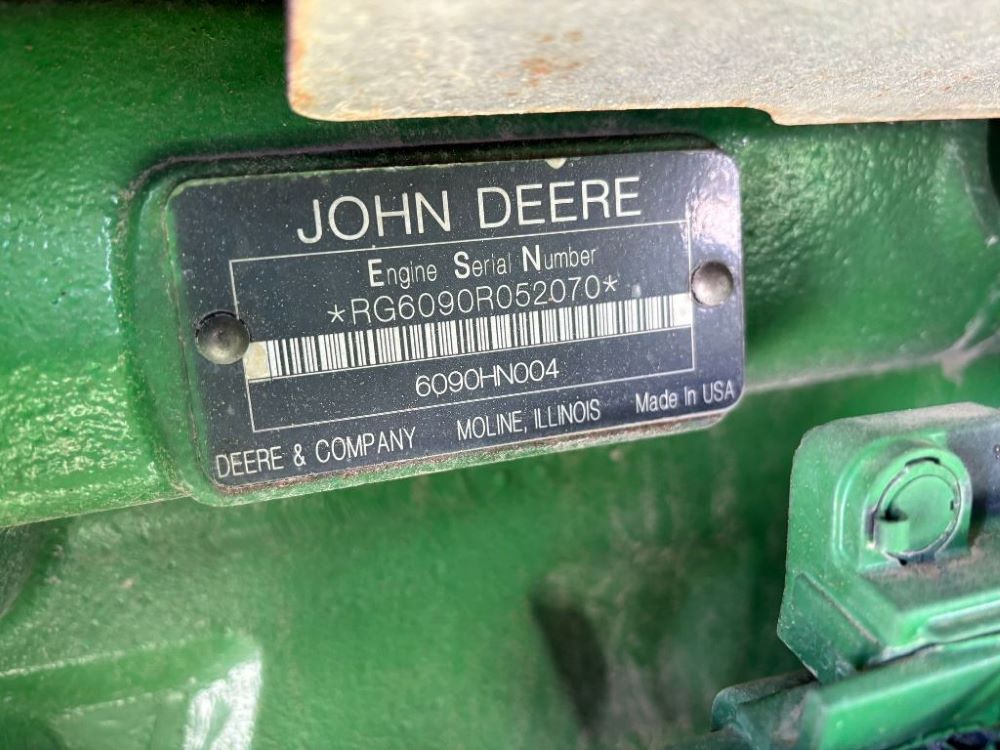 JOHN DEERE
Engine Serial Number
*RG6090R052070*
6090HN004
DEERE & COMPANY MOLINE, ILLINOIS Made In USA